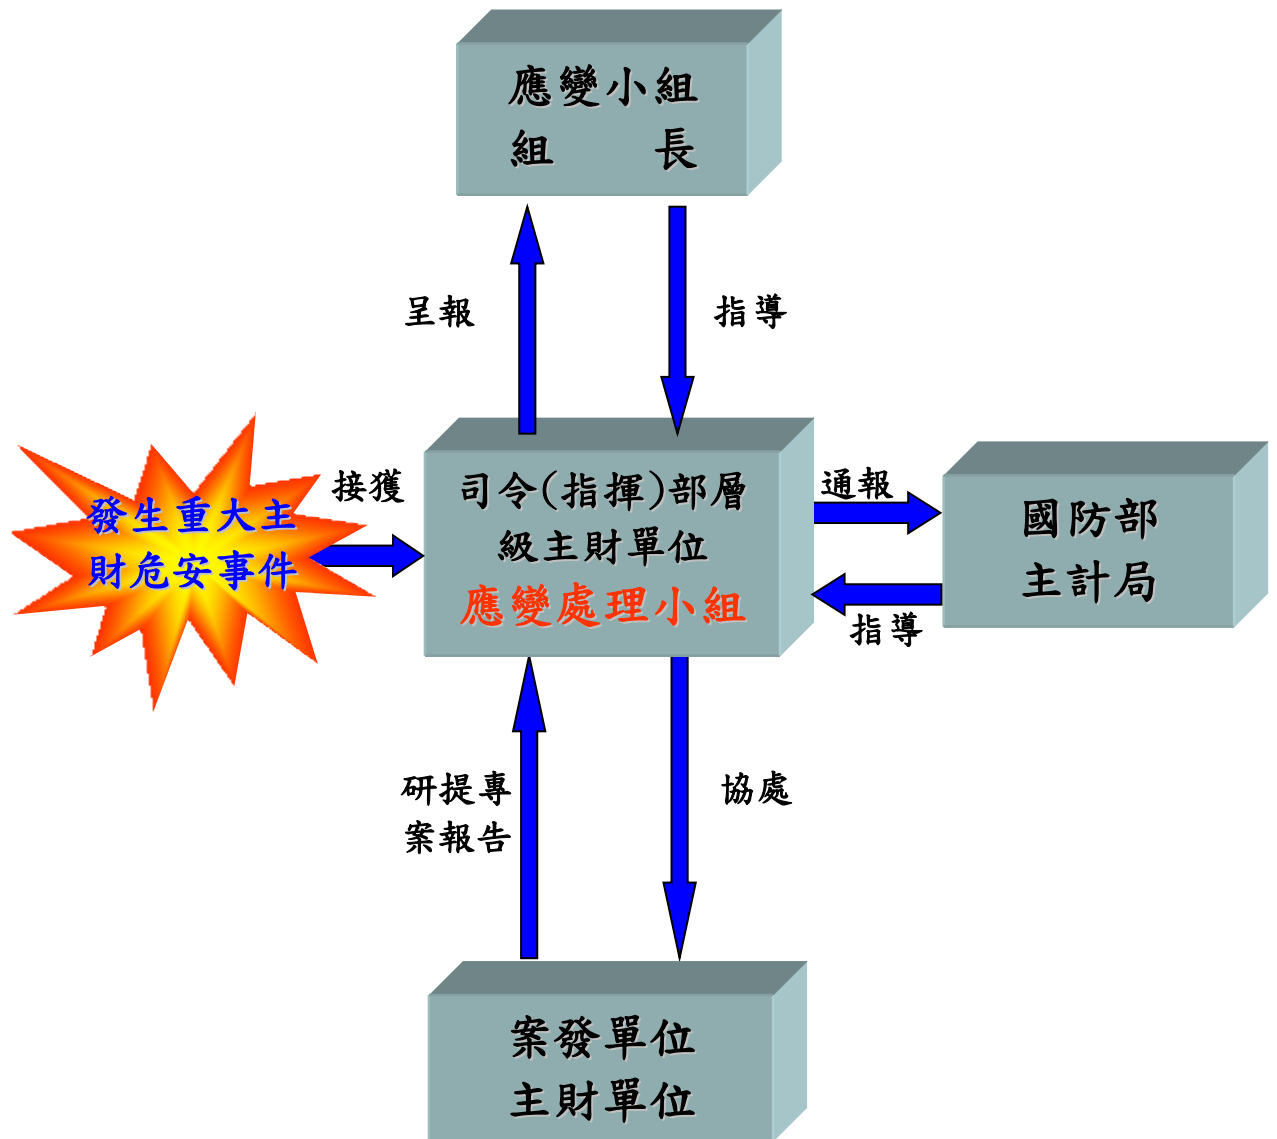 應變小組
組　　長
呈報
指導
接獲
發生重大主
財危安事件
司令(指揮)部層
級主財單位
應變處理小組
通報
指導
國防部
主計局
研提專
案報告
協處
案發單位
主財單位